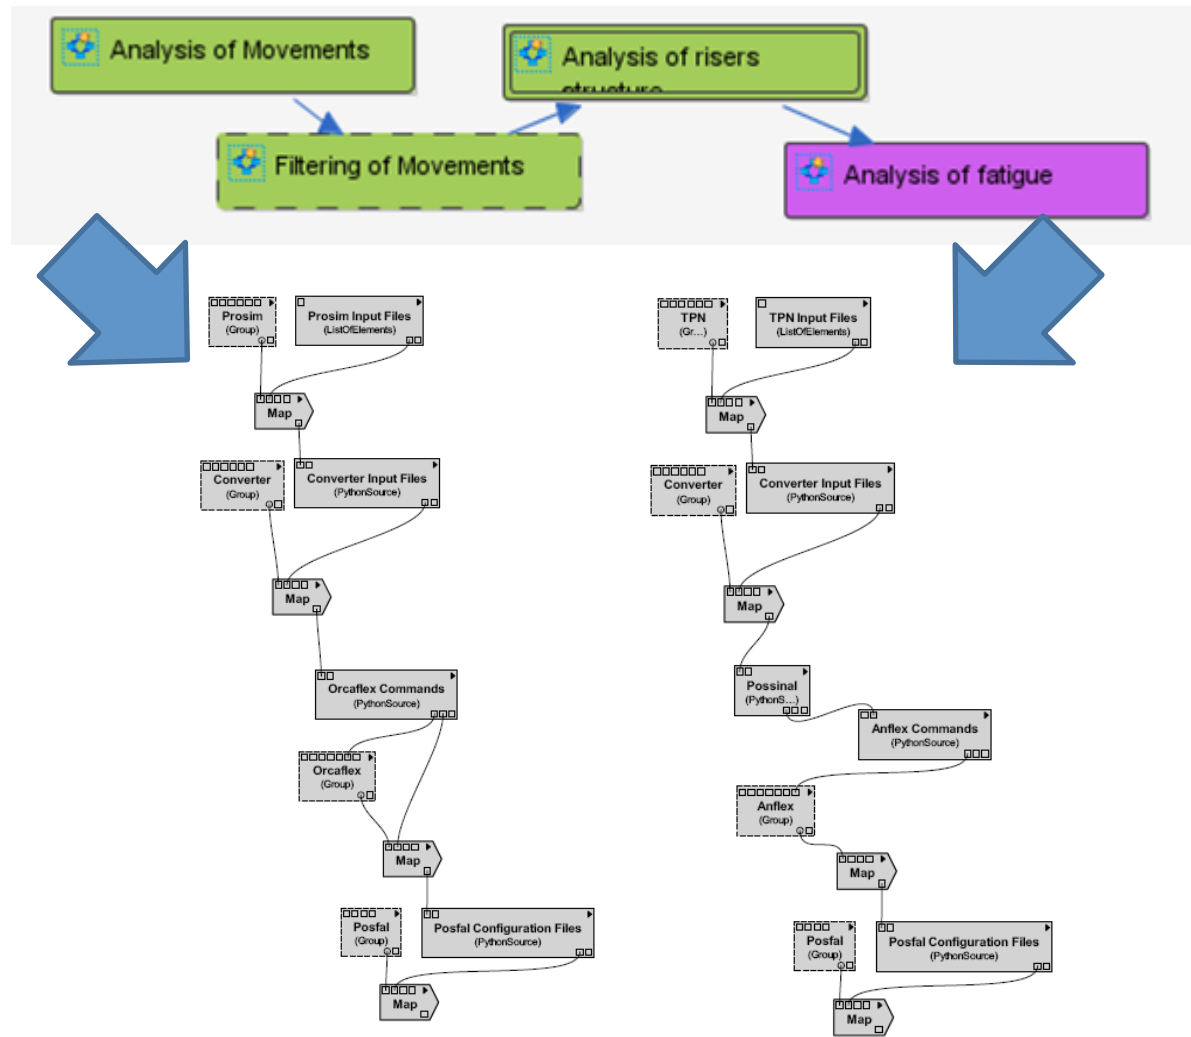 Analysis of Movements
Analysis of risers
structure
Filtering of Movements
Analysis of fatigue
Prosim
(Group)
Prosim Input Files
(ListOfElements)
Map
Converter
(Group)
Converter Input Files
(PythonSource)
Map
Orcaflex Commands
(PythonSource)
Orcaflex
(Group)
Map
Posfal
(Group)
Posfal Configuration Files
(PythonSource)
Map
TPN
(Gr...)
TPN Input Files
(ListOfElements)
Map
Converter
(Group)
Converter Input Files
(PythonSource)
Map
Possinal
(PythonS...)
Anflex Commands
(PythonSource)
Anflex
(Group)
Map
Posfal
(Group)
Posfal Configuration Files
(PythonSource)
Map